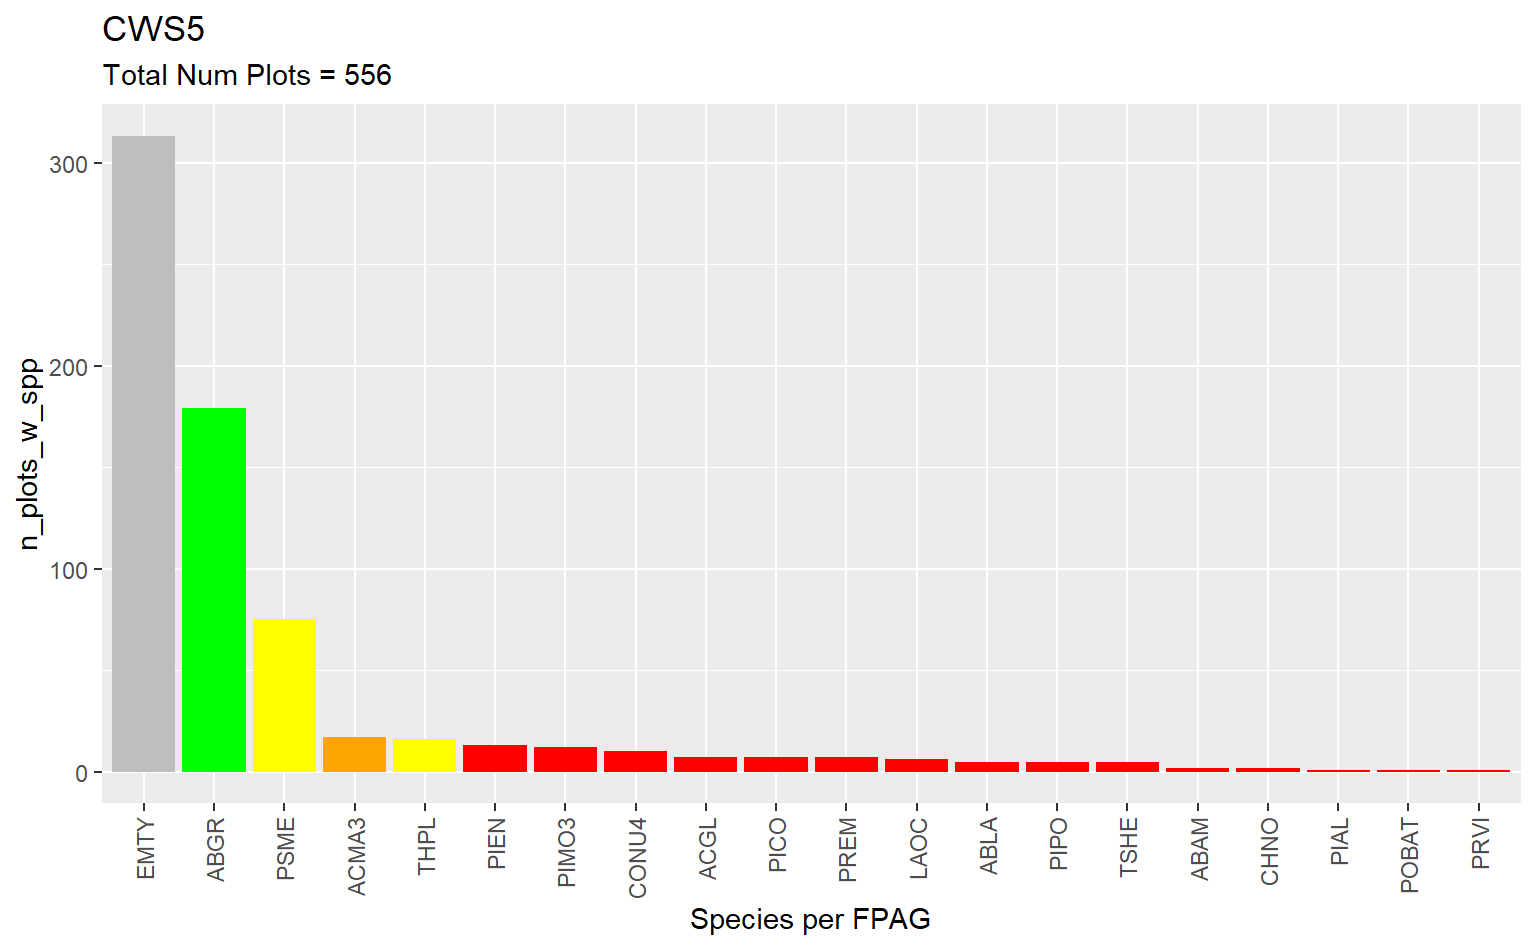 CWS5
Total Num Plots = 556
n_plots_w_spp
300
200
100
0
EMTY
ABGR
PSME
ACMA3
THPL
PIEN
PIMO3
CONU4
ACGL
PICO
PREM
LAOC
ABLA
PIPO
TSHE
ABAM
CHNO
PIAL
POBAT
PRVI
Species per FPAG